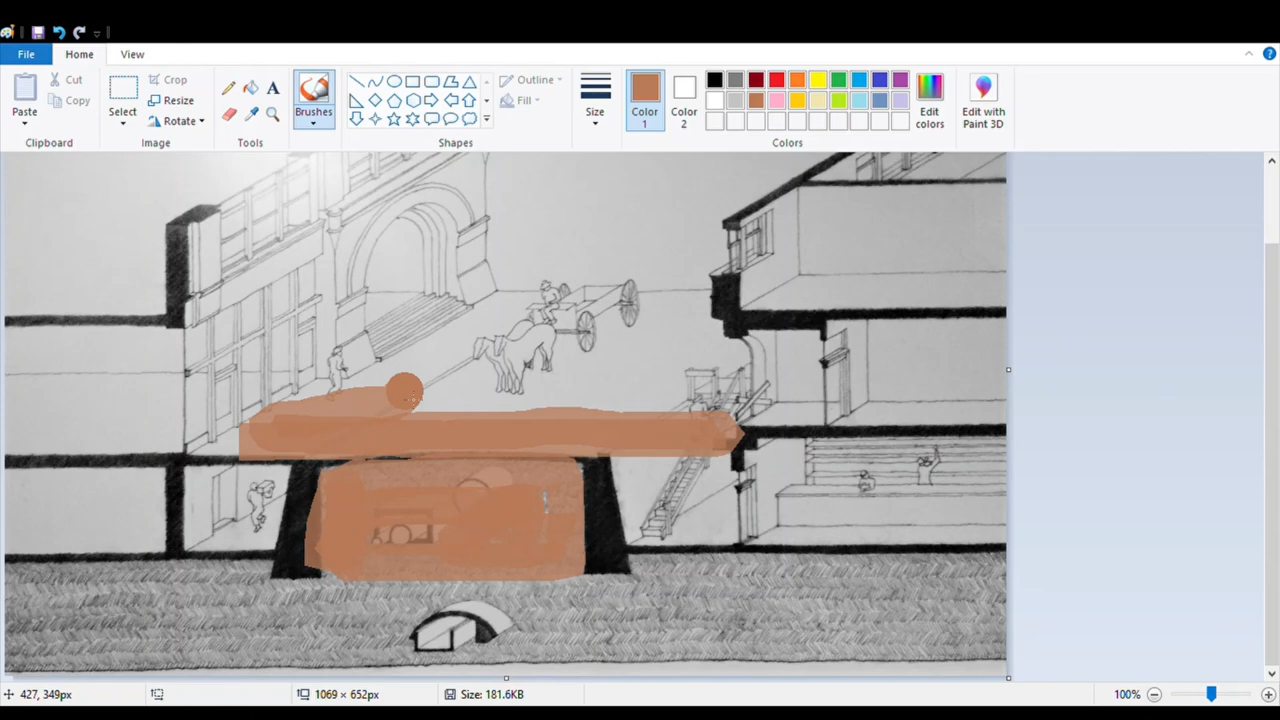 File Home View
Paste Cut Copy Select Crop Resize Rotate Brushes Outline Fill Size Color 1 Color 2 Edit colors Edit with Paint 3D
Clipboard Image Tools Shapes Colors
427, 349px 1069 × 652px Size: 181.6KB 100%